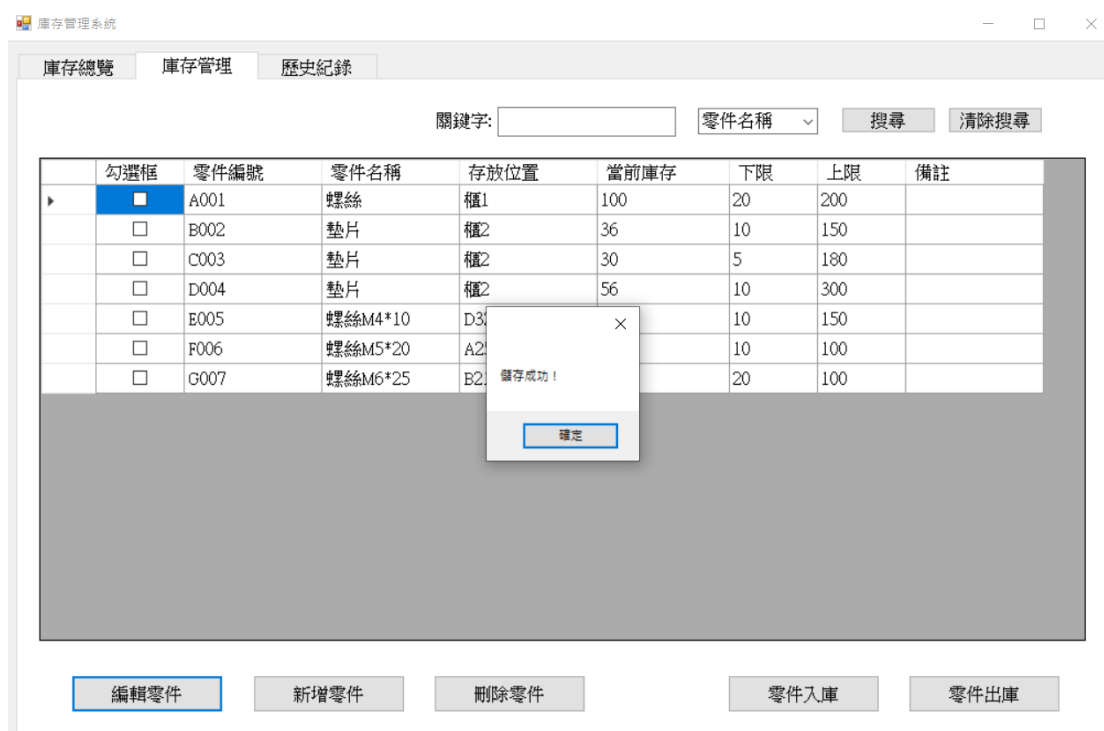 庫存管理系統
庫存總覽 庫存管理 歷史紀錄
關鍵字: 零件名稱 搜尋 清除搜尋
勾選框 零件編號 零件名稱 存放位置 當前庫存 下限 上限 備註
A001 螺絲 櫃1 100 20 200
B002 墊片 櫃2 36 10 150
C003 墊片 櫃2 30 5 180
D004 墊片 櫃2 56 10 300
E005 螺絲M4*10 10 150
F006 螺絲M5*20 10 100
G007 螺絲M6*25 20 100
儲存成功！
確定
編輯零件 新增零件 刪除零件 零件入庫 零件出庫